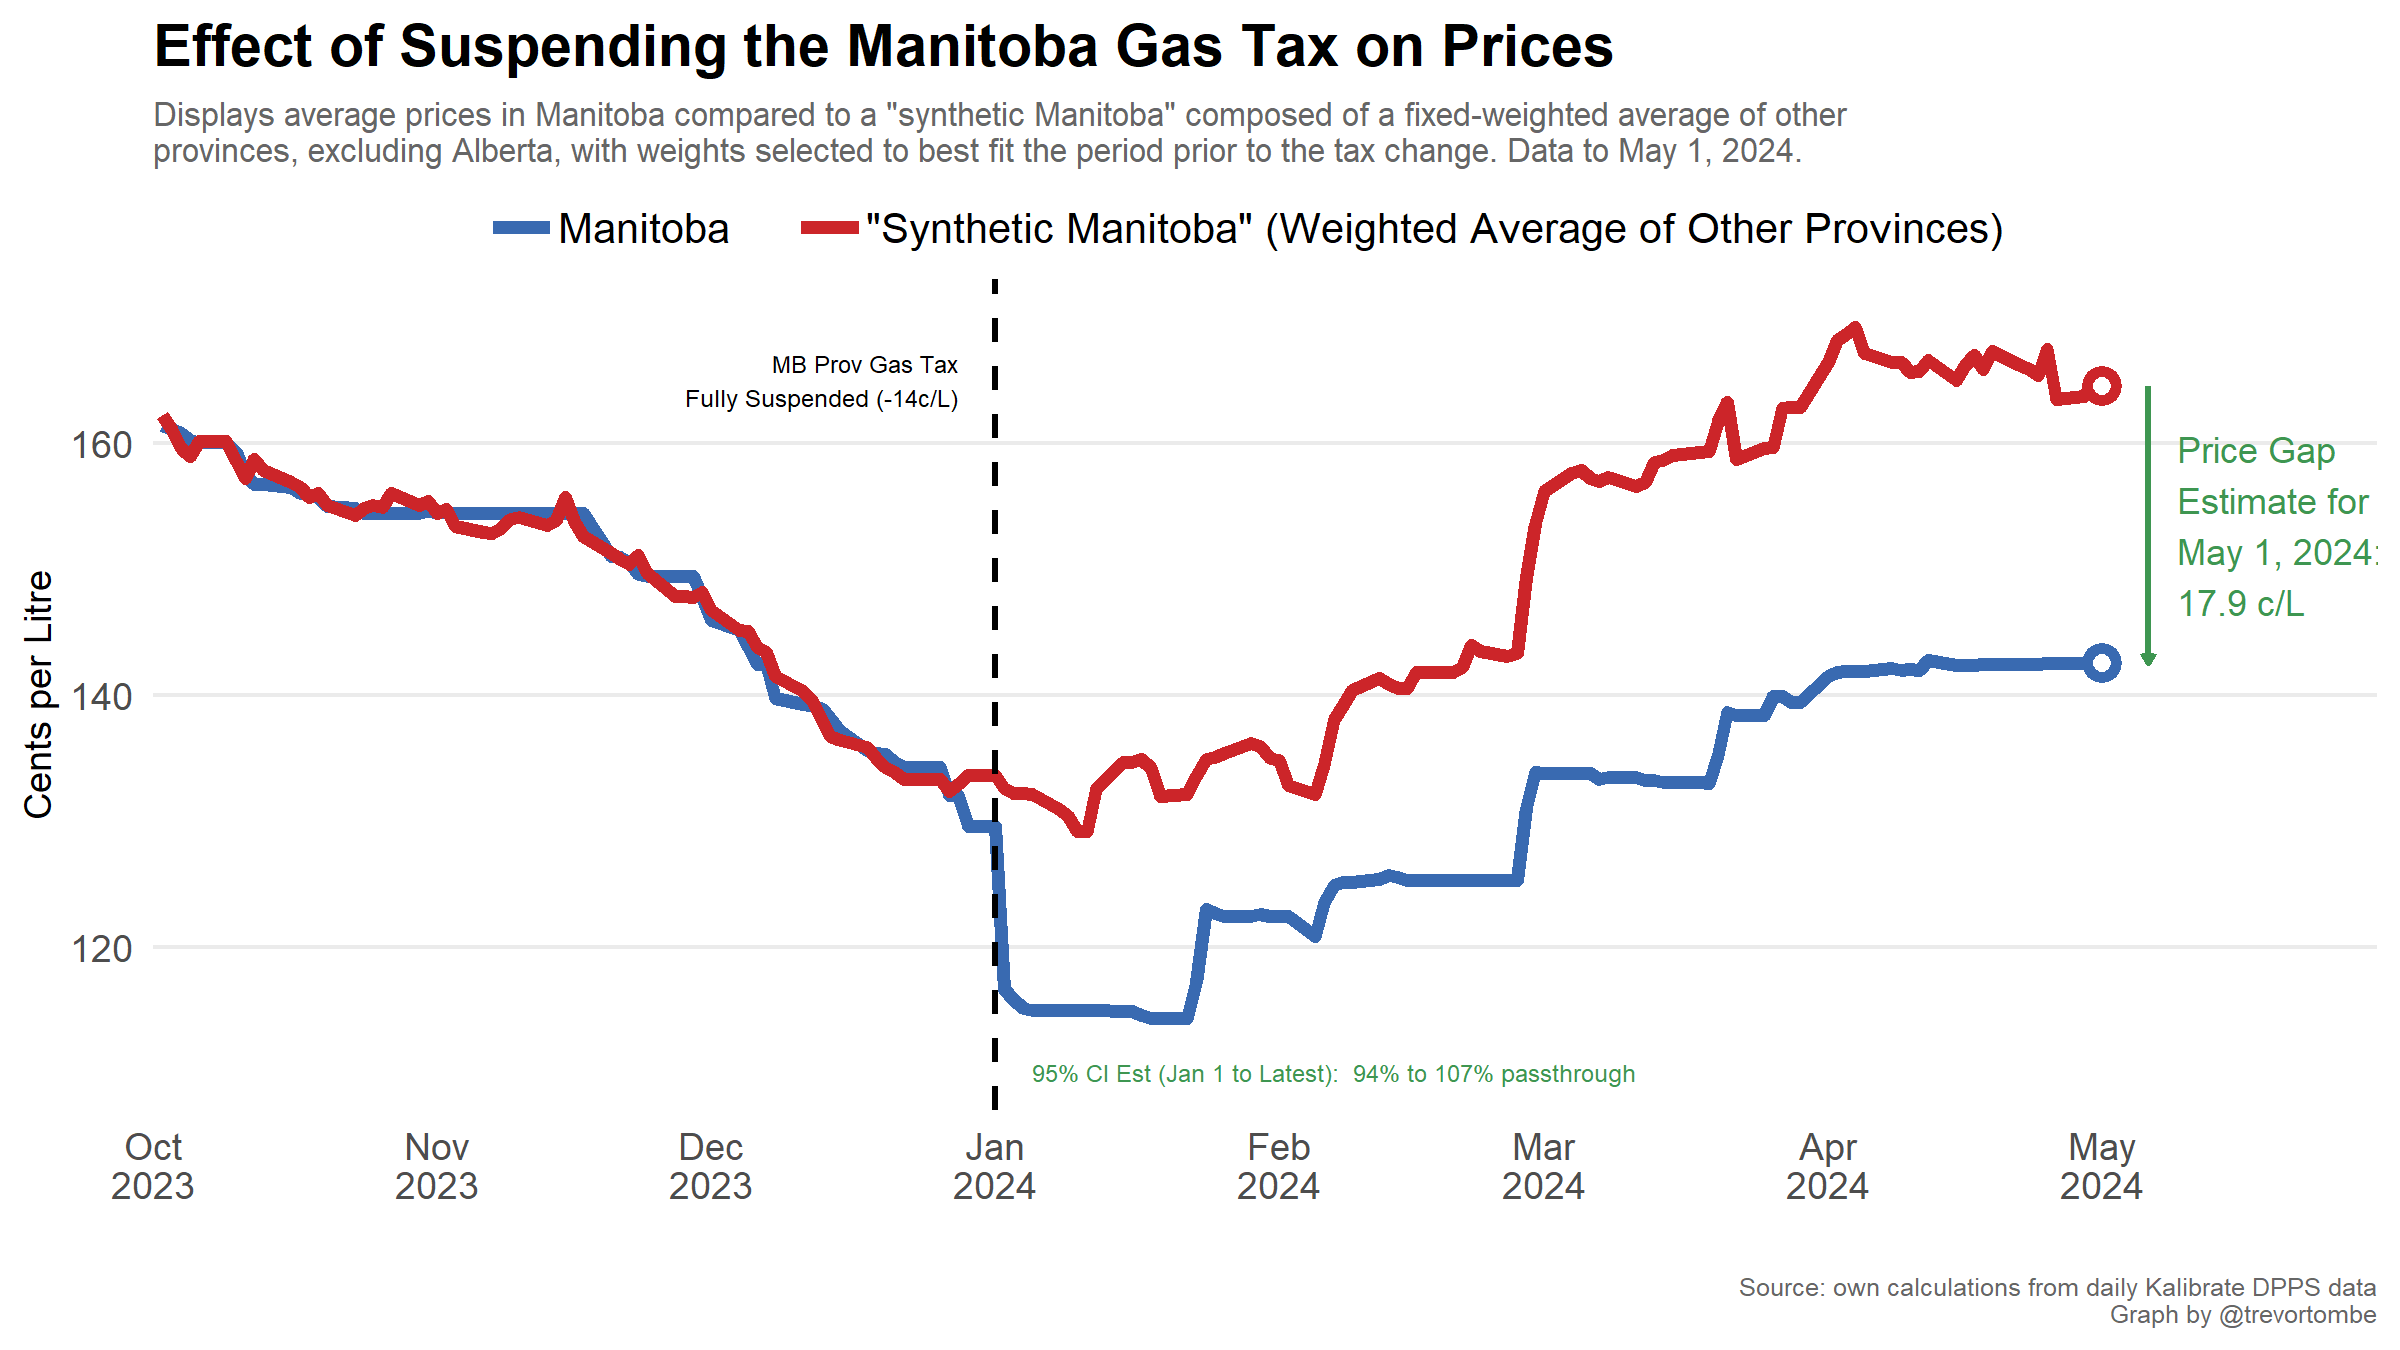 Effect of Suspending the Manitoba Gas Tax on Prices
Displays average prices in Manitoba compared to a "synthetic Manitoba" composed of a fixed-weighted average of other
provinces, excluding Alberta, with weights selected to best fit the period prior to the tax change. Data to May 1, 2024.
Manitoba
"Synthetic Manitoba" (Weighted Average of Other Provinces)
MB Prov Gas Tax
Fully Suspended (-14c/L)
160
140
120
Cents per Litre
Price Gap
Estimate for
May 1, 2024:
17.9 c/L
95% CI Est (Jan 1 to Latest):  94% to 107% passthrough
Oct
2023
Nov
2023
Dec
2023
Jan
2024
Feb
2024
Mar
2024
Apr
2024
May
2024
Source: own calculations from daily Kalibrate DPPS data
Graph by @trevortombe